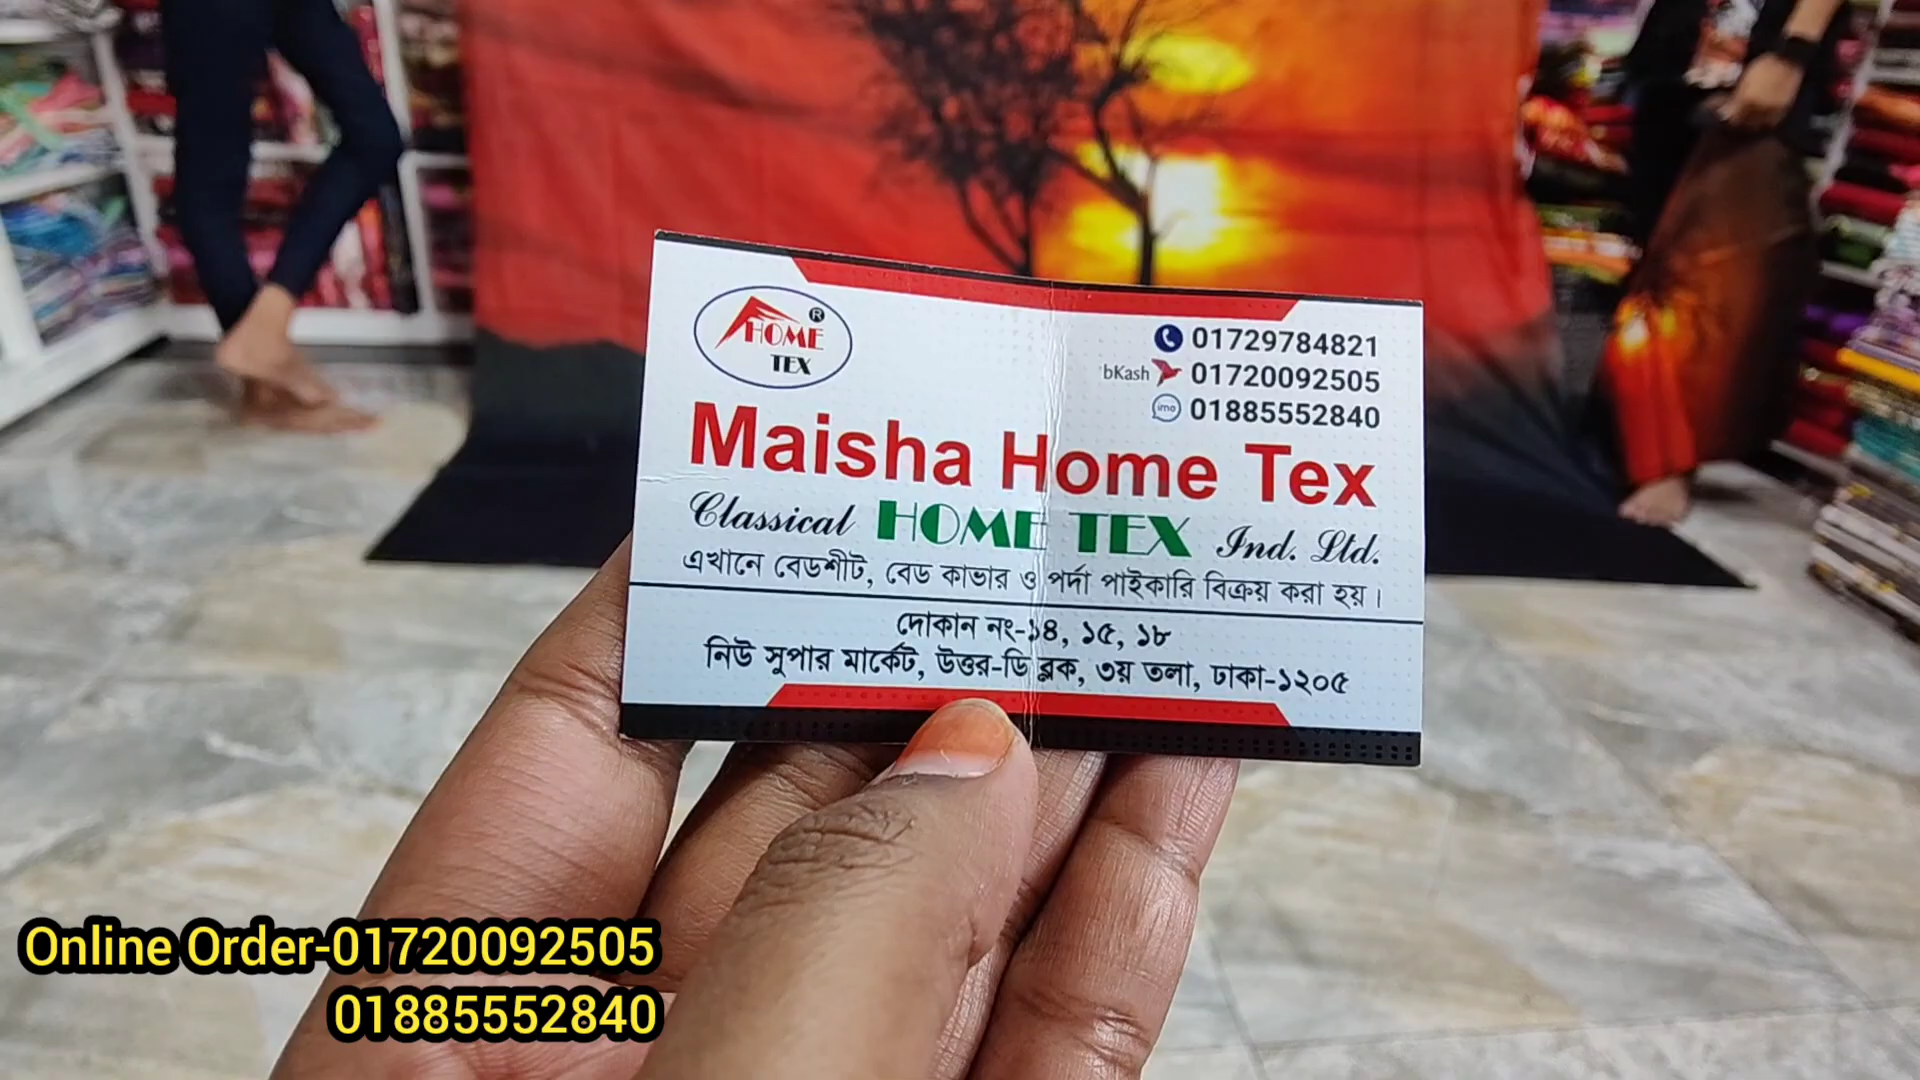 HOME ®
TEX
01729784821
bKash 01720092505
imo 01885552840
Maisha Home Tex
Classical HOME TEX Ind. Ltd.
এখানে বেডশীট, বেড কাভার ও পর্দা পাইকারি বিক্রয় করা হয়।
দোকান নং-১৪, ১৫, ১৮
নিউ সুপার মার্কেট, উত্তর-ডি ব্লক, ৩য় তলা, ঢাকা-১২০৫
Online Order-01720092505
01885552840